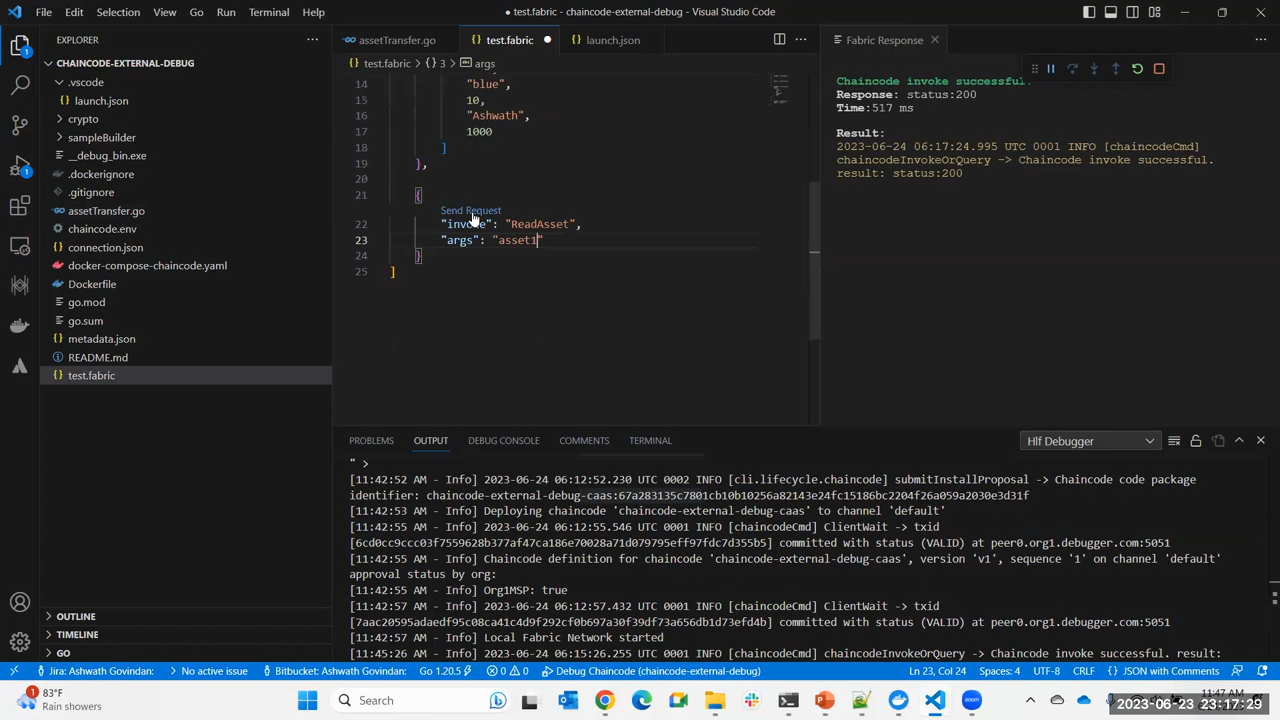 File Edit Selection View Go Run Terminal Help
• test.fabric - chaincode-external-debug - Visual Studio Code
EXPLORER
CHAINCODE-EXTERNAL-DEBUG
.vscode
launch.json
crypto
sampleBuilder
__debug_bin.exe
.dockerignore
.gitignore
assetTransfer.go
chaincode.env
connection.json
docker-compose-chaincode.yaml
Dockerfile
go.mod
go.sum
metadata.json
README.md
test.fabric
OUTLINE
TIMELINE
GO
assetTransfer.go test.fabric launch.json
test.fabric > {} 3 > args
14 "blue",
15 10,
16 "Ashwath",
17 1000
18 ]
19 },
20
21 {
Send Request
22 "invoke": "ReadAsset",
23 "args": "asset1"
24 }
25 ]
Fabric Response
Chaincode invoke successful.
Response: status:200
Time:517 ms
Result:
2023-06-24 06:17:24.995 UTC 0001 INFO [chaincodeCmd]
chaincodeInvokeOrQuery -> Chaincode invoke successful.
result: status:200
PROBLEMS OUTPUT DEBUG CONSOLE COMMENTS TERMINAL
Hlf Debugger
" >
[11:42:52 AM - Info] 2023-06-24 06:12:52.230 UTC 0002 INFO [cli.lifecycle.chaincode] submitInstallProposal -> Chaincode code package
identifier: chaincode-external-debug-caas:67a283135c7801cb10b10256a82143e24fc15186bc2204f26a059a2030e3d31f
[11:42:53 AM - Info] Deploying chaincode 'chaincode-external-debug-caas' to channel 'default'
[11:42:55 AM - Info] 2023-06-24 06:12:55.546 UTC 0001 INFO [chaincodeCmd] ClientWait -> txid
[6cd0cc9ccc03f7559628b377af47ca186e70028a71d079795eff97fdc7d355b5] committed with status (VALID) at peer0.org1.debugger.com:5051
[11:42:55 AM - Info] Chaincode definition for chaincode 'chaincode-external-debug-caas', version 'v1', sequence '1' on channel 'default'
approval status by org:
[11:42:55 AM - Info] Org1MSP: true
[11:42:57 AM - Info] 2023-06-24 06:12:57.432 UTC 0001 INFO [chaincodeCmd] ClientWait -> txid
[7aac20595adaedf95c08ca41c4d9f292cf0b697a30f39df73a656db1d73efd4b] committed with status (VALID) at peer0.org1.debugger.com:5051
[11:42:57 AM - Info] Local Fabric Network started
[11:45:26 AM - Info] 2023-06-24 06:15:26.255 UTC 0001 INFO [chaincodeCmd] chaincodeInvokeOrQuery -> Chaincode invoke successful. result:
Jira: Ashwath Govindan: No active issue Bitbucket: Ashwath Govindan: Go 1.20.5 0 0 Debug Chaincode (chaincode-external-debug) Ln 23, Col 24 Spaces: 4 UTF-8 CRLF {} JSON with Comments
1 83°F
Rain showers
Search
11:47 AM
2023-06-23 23:17:29